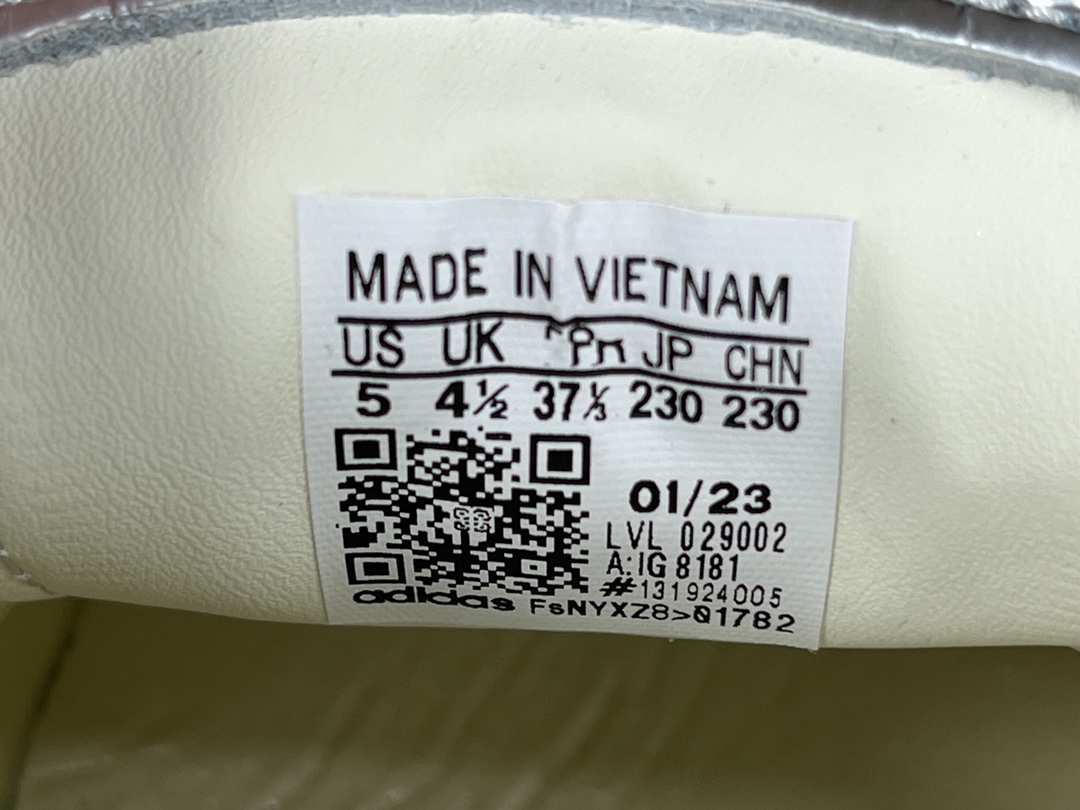 MADE IN VIETNAM
US UK JP CHN
5 4½ 37⅓ 230 230
01/23
LVL 029002
A:IG 8181
#131924005
adidas FsNYXZ8>01782